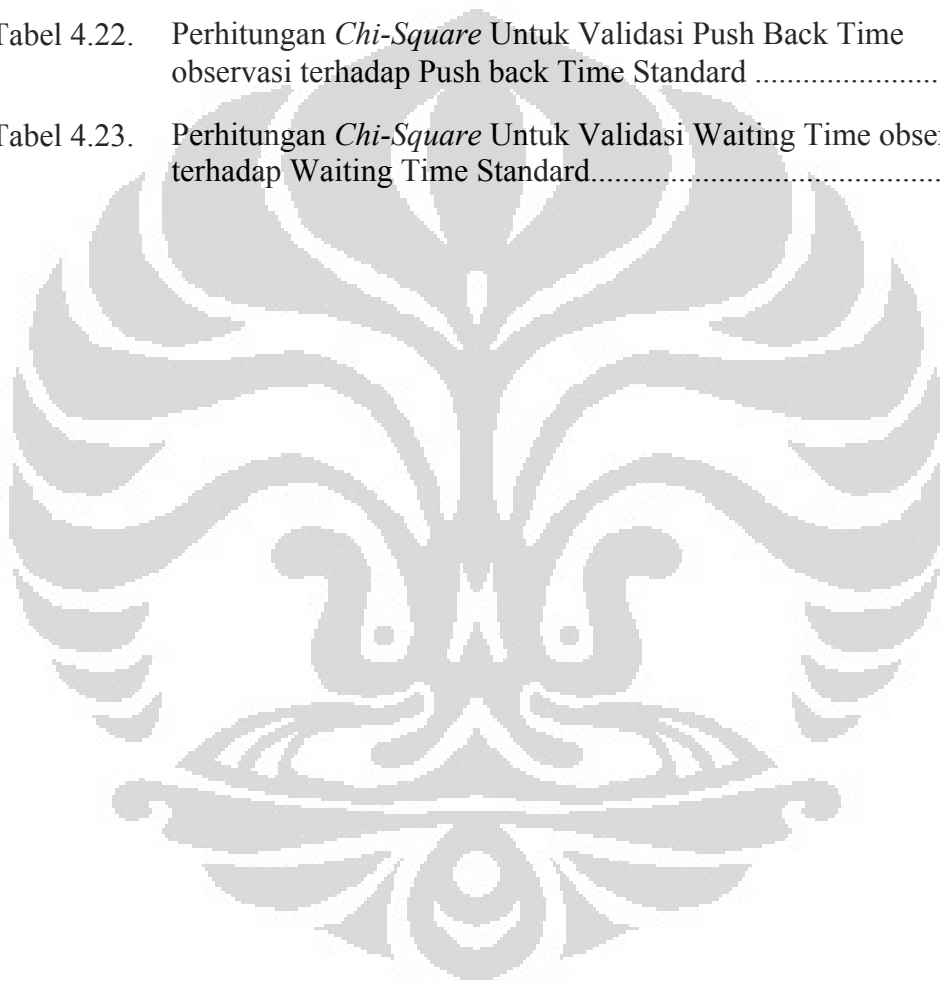 Tabel 4.22. Perhitungan Chi-Square Untuk Validasi Push Back Time
observasi terhadap Push back Time Standard .......................
Tabel 4.23. Perhitungan Chi-Square Untuk Validasi Waiting Time obser
terhadap Waiting Time Standard...........................................